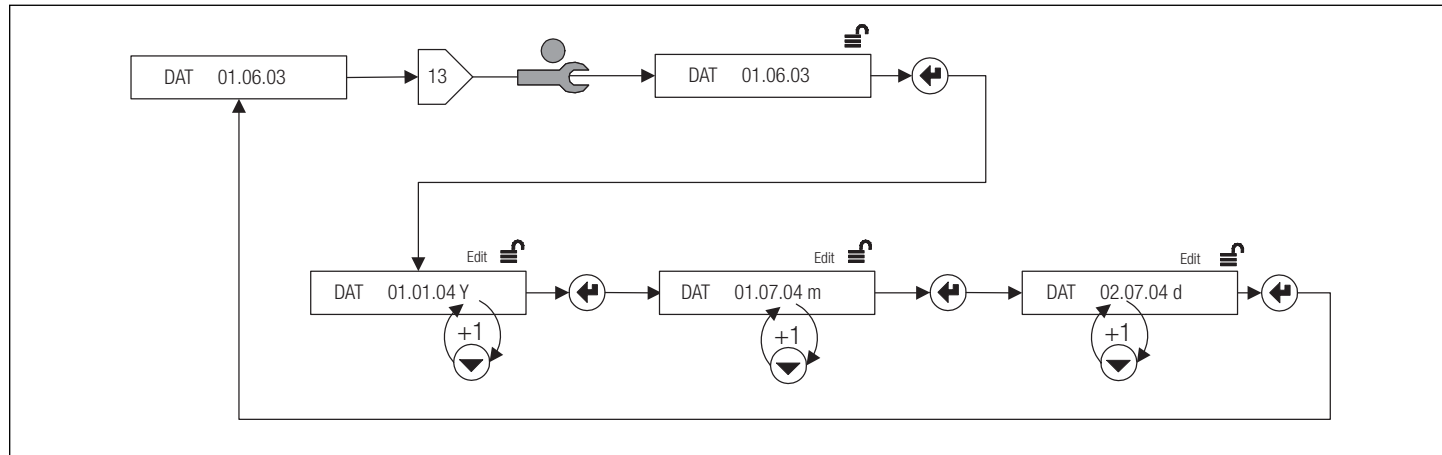 DAT 01.06.03
13
DAT 01.06.03
Edit
DAT 01.01.04 Y
+1
Edit
DAT 01.07.04 m
+1
Edit
DAT 02.07.04 d
+1